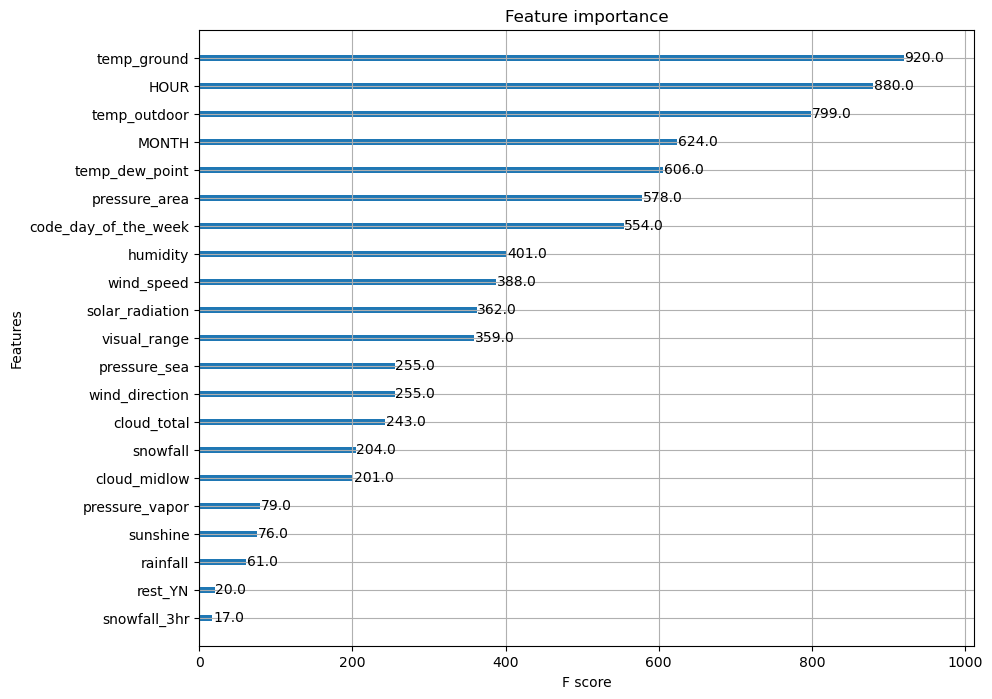 Feature importance
temp_ground 920.0
HOUR 880.0
temp_outdoor 799.0
MONTH 624.0
temp_dew_point 606.0
pressure_area 578.0
code_day_of_the_week 554.0
humidity 401.0
wind_speed 388.0
solar_radiation 362.0
visual_range 359.0
pressure_sea 255.0
wind_direction 255.0
cloud_total 243.0
snowfall 204.0
cloud_midlow 201.0
pressure_vapor 79.0
sunshine 76.0
rainfall 61.0
rest_YN 20.0
snowfall_3hr 17.0
Features
0 200 400 600 800 1000
F score